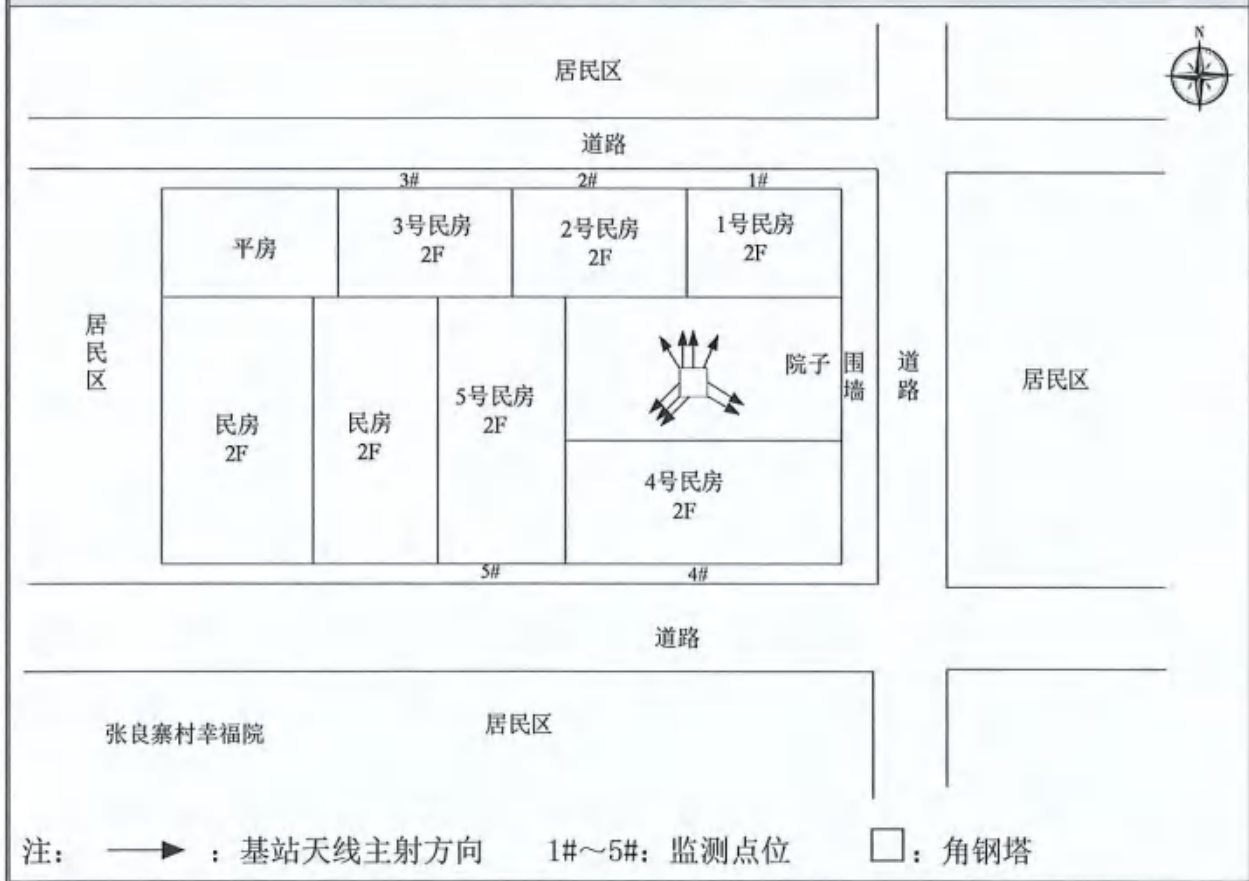 N
居民区
道路
3#
2#
1#
平房
3号民房
2F
2号民房
2F
1号民房
2F
居民区
民房
2F
民房
2F
5号民房
2F
院子
围墙
道路
居民区
4号民房
2F
5#
4#
道路
张良寨村幸福院
居民区
注： ：基站天线主射方向 1#～5#：监测点位 ：角钢塔